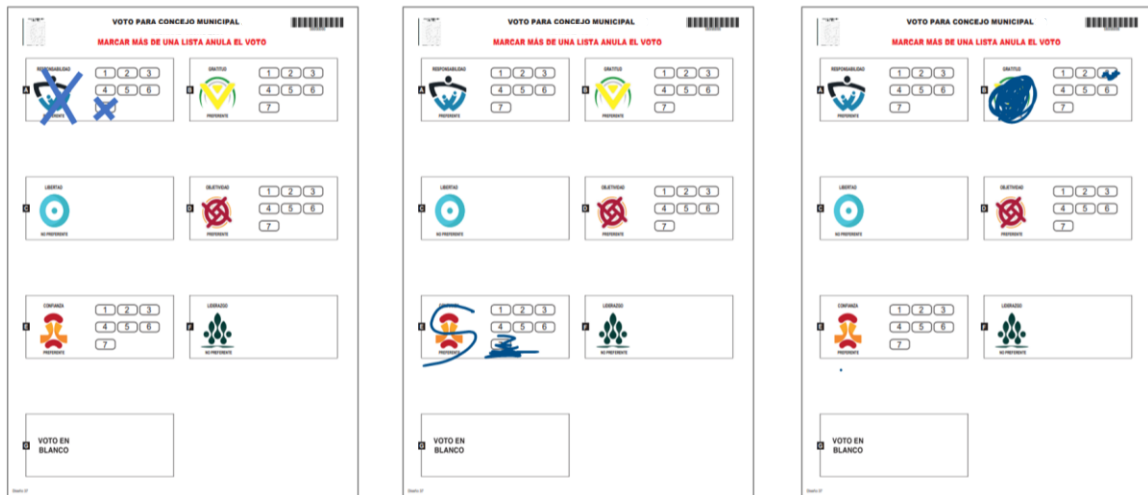 VOTO PARA CONCEJO MUNICIPAL
MARCAR MÁS DE UNA LISTA ANULA EL VOTO
RESPONSABILIDAD
A
1 2 3
4 5 6
GRATITUD
B
1 2 3
4 5 6
7
PREFERENTE
LIBERTAD
C
NO PREFERENTE
OBJETIVIDAD
D
1 2 3
4 5 6
7
PREFERENTE
CONFIANZA
E
1 2 3
4 5 6
7
PREFERENTE
LIDERAZGO
F
NO PREFERENTE
G
VOTO EN
BLANCO
VOTO PARA CONCEJO MUNICIPAL
MARCAR MÁS DE UNA LISTA ANULA EL VOTO
RESPONSABILIDAD
A
1 2 3
4 5 6
7
PREFERENTE
GRATITUD
B
1 2 3
4 5 6
7
PREFERENTE
LIBERTAD
C
NO PREFERENTE
OBJETIVIDAD
D
1 2 3
4 5 6
7
PREFERENTE
E
1 2 3
4 5 6
PREFERENTE
LIDERAZGO
F
NO PREFERENTE
G
VOTO EN
BLANCO
VOTO PARA CONCEJO MUNICIPAL
MARCAR MÁS DE UNA LISTA ANULA EL VOTO
RESPONSABILIDAD
A
1 2 3
4 5 6
7
PREFERENTE
GRATITUD
B
1 2
4 5 6
7
PREFERENTE
LIBERTAD
C
NO PREFERENTE
OBJETIVIDAD
D
1 2 3
4 5 6
7
PREFERENTE
CONFIANZA
E
1 2 3
4 5 6
7
PREFERENTE
LIDERAZGO
F
NO PREFERENTE
G
VOTO EN
BLANCO